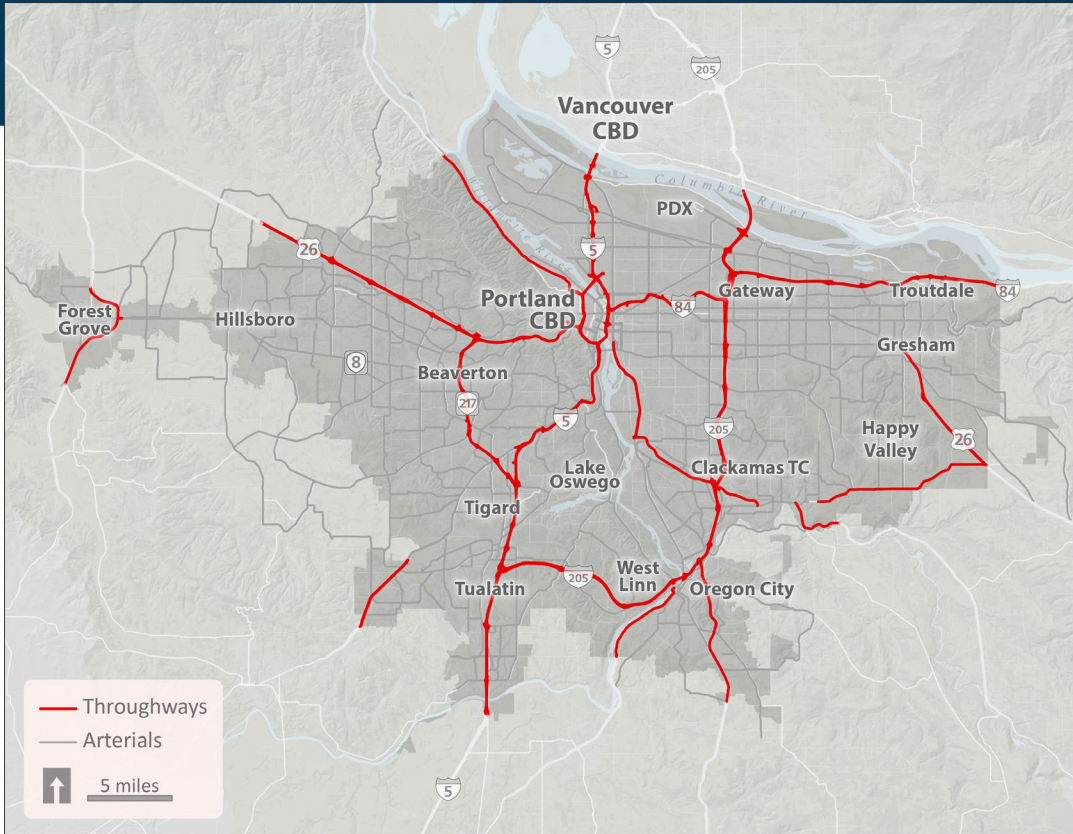 5
205
Vancouver
CBD
Columbia River
PDX
Willamette River
26
5
Gateway
Troutdale
84
Portland
CBD
84
Forest
Grove
Hillsboro
Gresham
8
Beaverton
217
5
205
Happy
Valley
26
Lake
Oswego
Clackamas TC
Tigard
West
Linn
205
Tualatin
Oregon City
Throughways
Arterials
5 miles
5